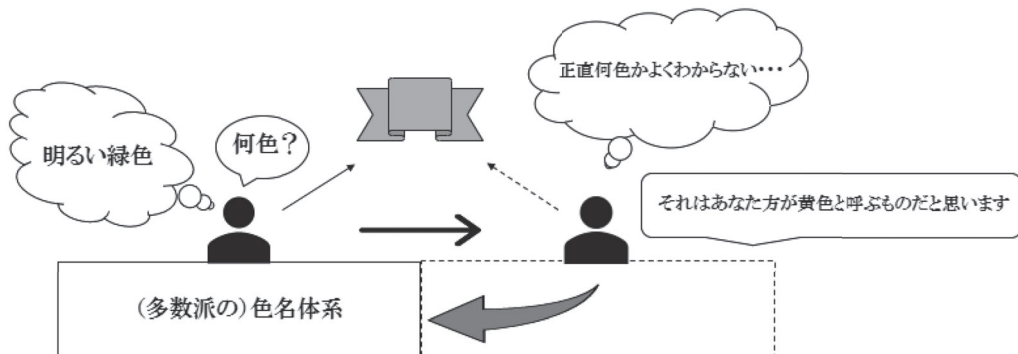 正直何色かよくわからない・・・
明るい緑色
何色？
それはあなた方が黄色と呼ぶものだと思います
(多数派の)色名体系